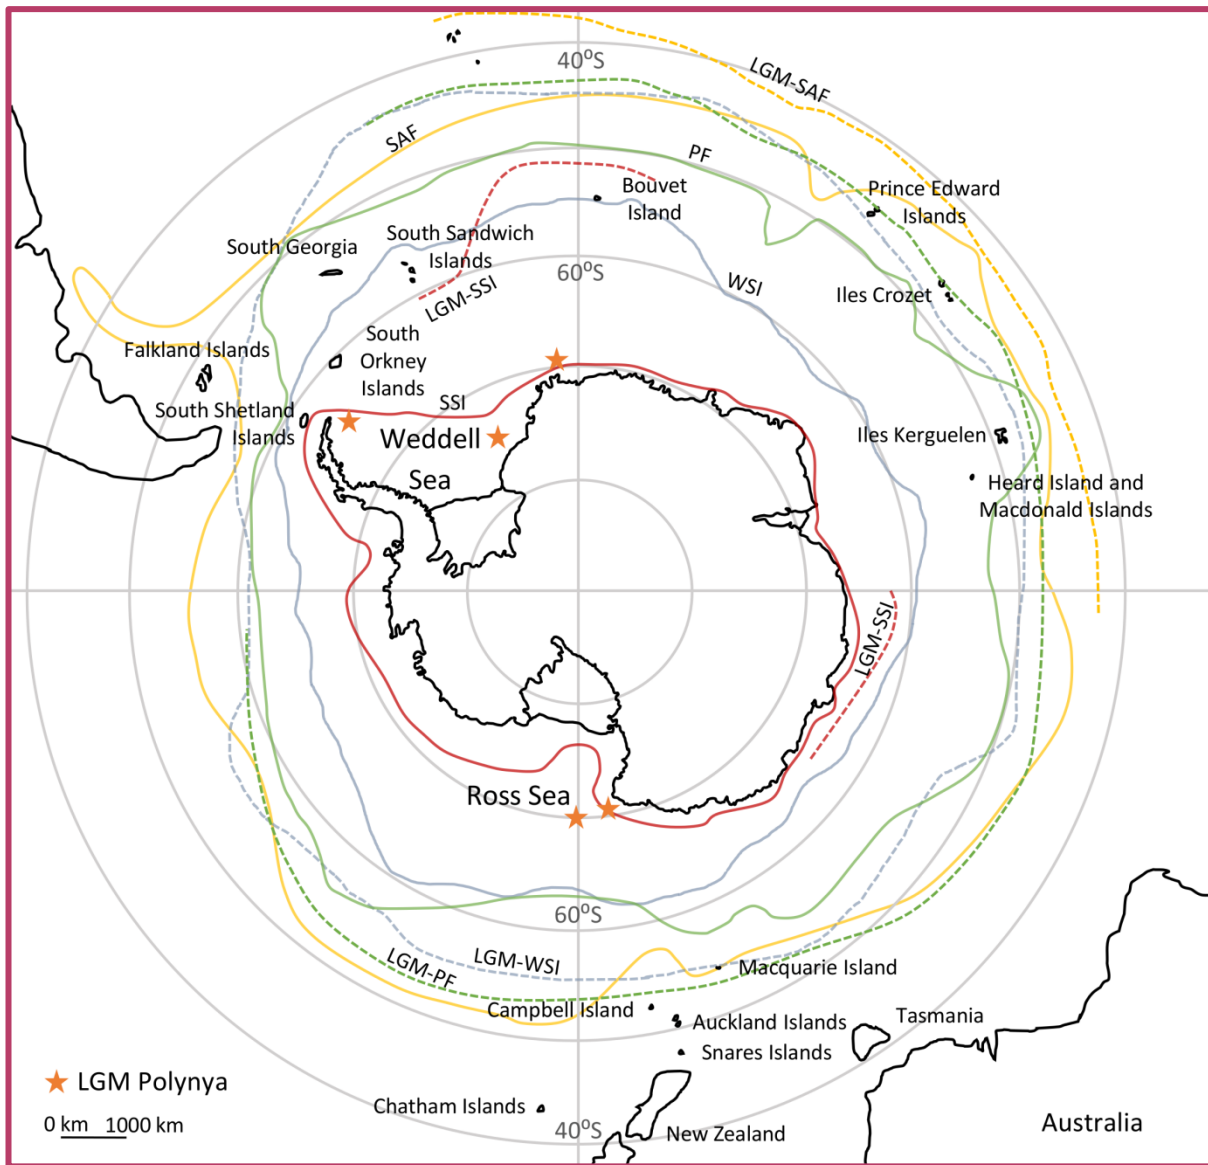 40°S
LGM-SAF
SAF
PF
Bouvet
Island
Prince Edward
Islands
South Georgia
South Sandwich
Islands
60°S
WSI
LGM-SSI
Iles Crozet
South
Orkney
Islands
Falkland Islands
SSI
South Shetland
Islands
Weddell
Sea
Iles Kerguelen
Heard Island and
Macdonald Islands
LGM-SSI
Ross Sea
60°S
LGM-PF
LGM-WSI
Macquarie Island
Campbell Island
Auckland Islands
Tasmania
Snares Islands
LGM Polynya
0 km
1000 km
Chatham Islands
40°S
New Zealand
Australia